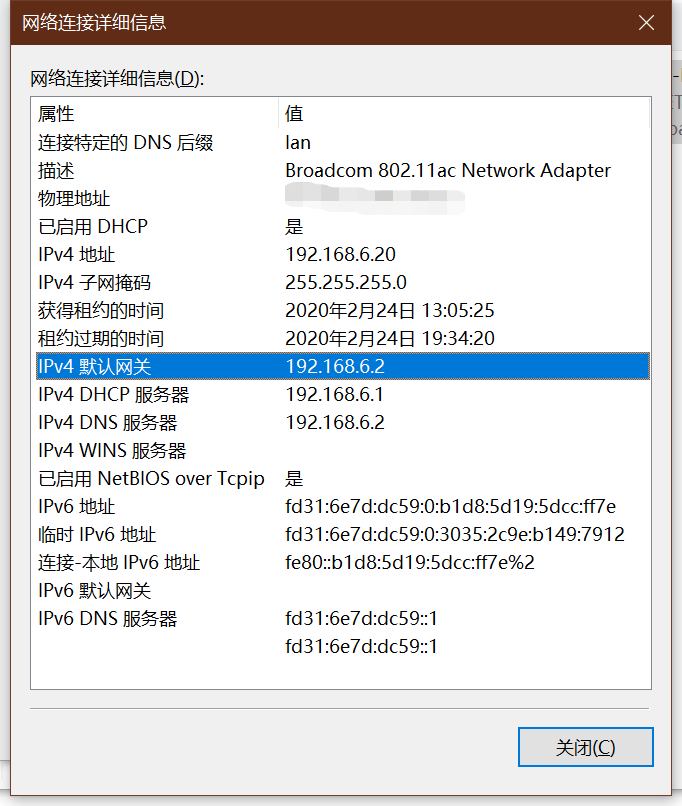 网络连接详细信息
网络连接详细信息(D):
属性 值
连接特定的 DNS 后缀 lan
描述 Broadcom 802.11ac Network Adapter
物理地址
已启用 DHCP 是
IPv4 地址 192.168.6.20
IPv4 子网掩码 255.255.255.0
获得租约的时间 2020年2月24日 13:05:25
租约过期的时间 2020年2月24日 19:34:20
IPv4 默认网关 192.168.6.2
IPv4 DHCP 服务器 192.168.6.1
IPv4 DNS 服务器 192.168.6.2
IPv4 WINS 服务器
已启用 NetBIOS over Tcpip 是
IPv6 地址 fd31:6e7d:dc59:0:b1d8:5d19:5dcc:ff7e
临时 IPv6 地址 fd31:6e7d:dc59:0:3035:2c9e:b149:7912
连接-本地 IPv6 地址 fe80::b1d8:5d19:5dcc:ff7e%2
IPv6 默认网关
IPv6 DNS 服务器 fd31:6e7d:dc59::1
fd31:6e7d:dc59::1
关闭(C)